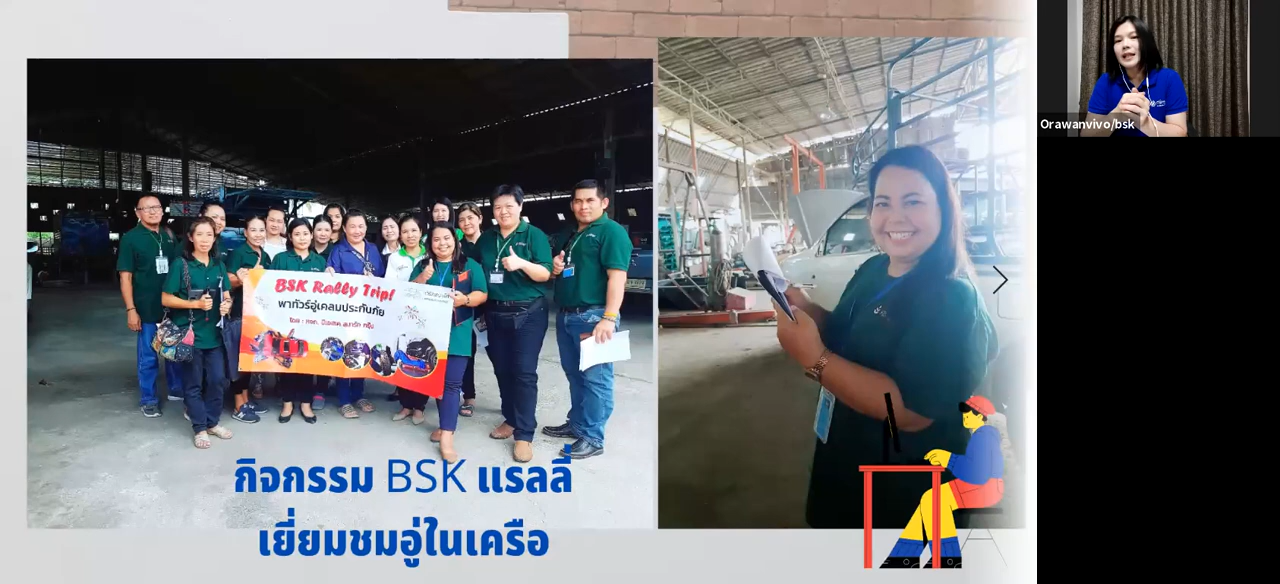 Orawanvivo/bsk
BSK Rally Trip!
พาทัวร์อู่เคลมประกันภัย
กิจกรรม BSK แรลลี่
เยี่ยมชมอู่ในเครือ